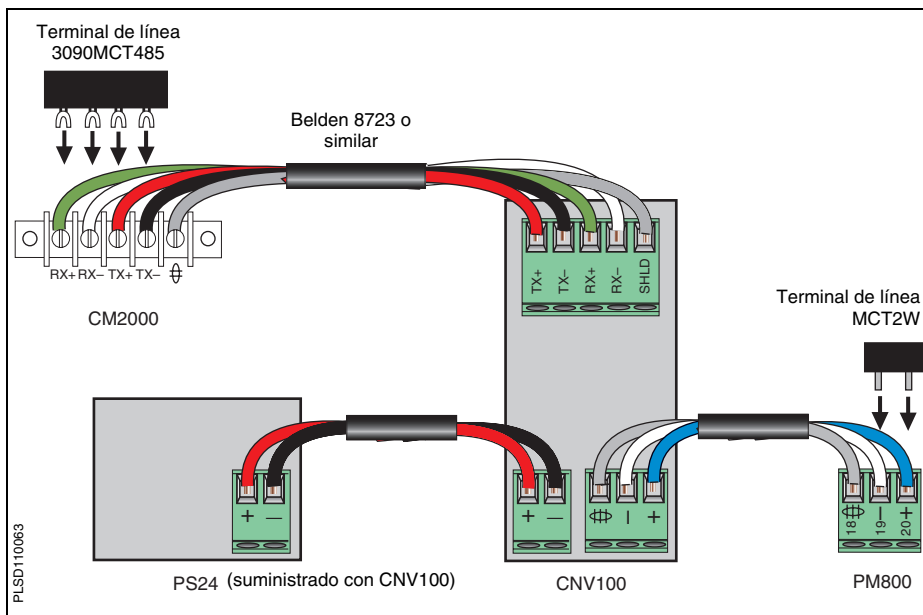 Terminal de línea
3090MCT485
Belden 8723 o
similar
RX+ RX– TX+ TX–
CM2000
TX+
TX–
RX+
RX–
SHLD
Terminal de línea
MCT2W
+ –
+ –
– +
18
19–
20+
PS24 (suministrado con CNV100)
CNV100
PM800
PLSD110063